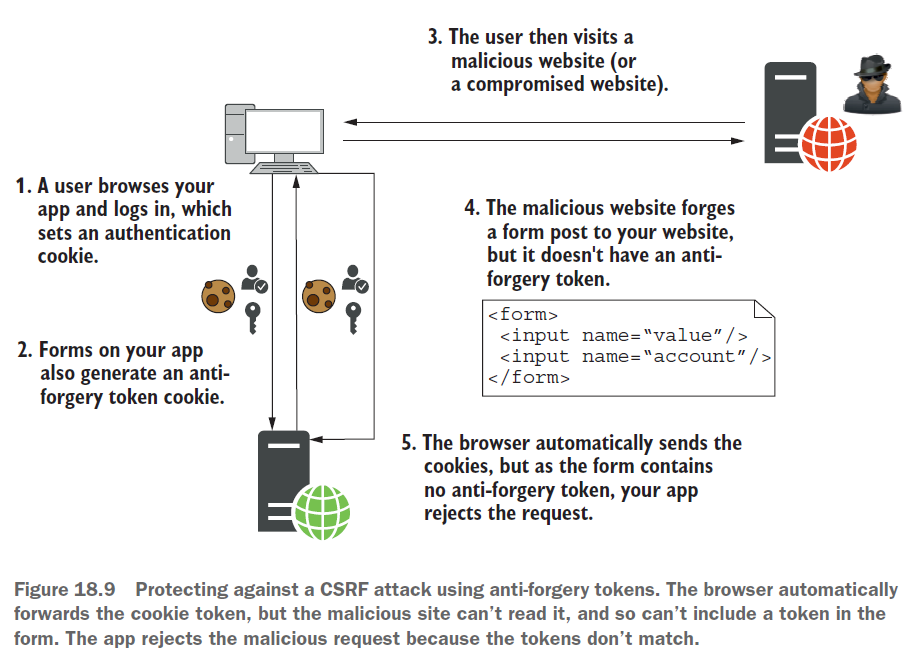 3. The user then visits a
malicious website (or
a compromised website).
1. A user browses your
app and logs in, which
sets an authentication
cookie.
2. Forms on your app
also generate an anti-
forgery token cookie.
4. The malicious website forges
a form post to your website,
but it doesn't have an anti-
forgery token.
<form>
<input name=“value”/>
<input name=“account”/>
</form>
5. The browser automatically sends the
cookies, but as the form contains
no anti-forgery token, your app
rejects the request.
Figure 18.9 Protecting against a CSRF attack using anti-forgery tokens. The browser automatically
forwards the cookie token, but the malicious site can’t read it, and so can’t include a token in the
form. The app rejects the malicious request because the tokens don’t match.